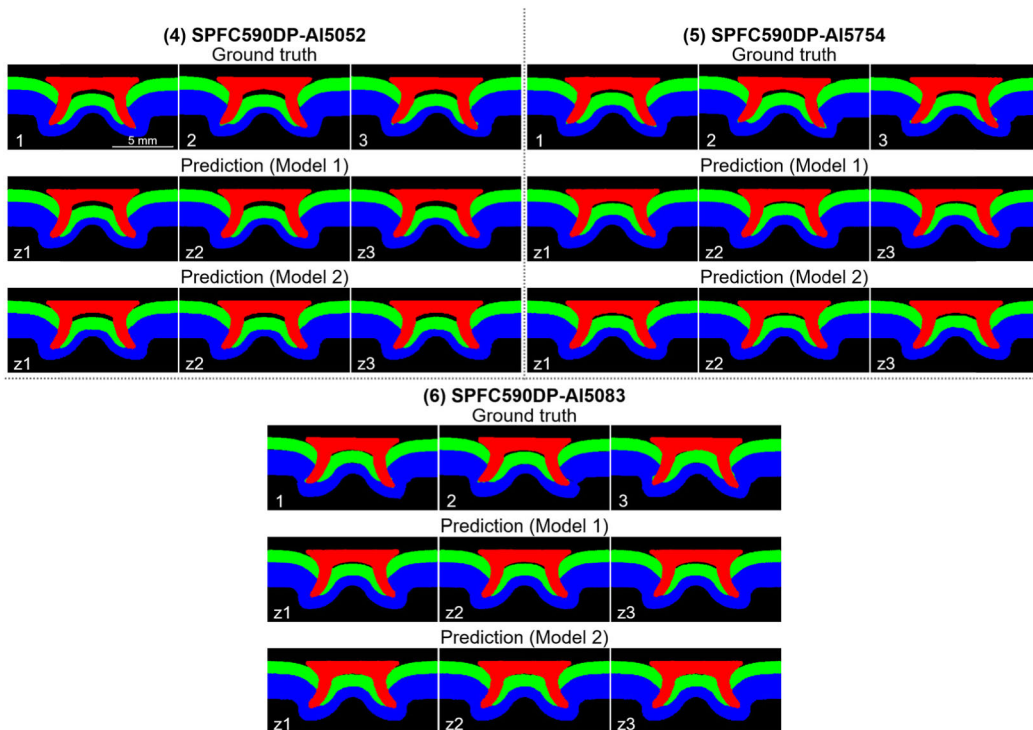 (4) SPFC590DP-Al5052
Ground truth
1
5 mm
2
3
Prediction (Model 1)
z1
z2
z3
Prediction (Model 2)
z1
z2
z3
(5) SPFC590DP-Al5754
Ground truth
1
2
3
Prediction (Model 1)
z1
z2
z3
Prediction (Model 2)
z1
z2
z3
(6) SPFC590DP-Al5083
Ground truth
1
2
3
Prediction (Model 1)
z1
z2
z3
Prediction (Model 2)
z1
z2
z3